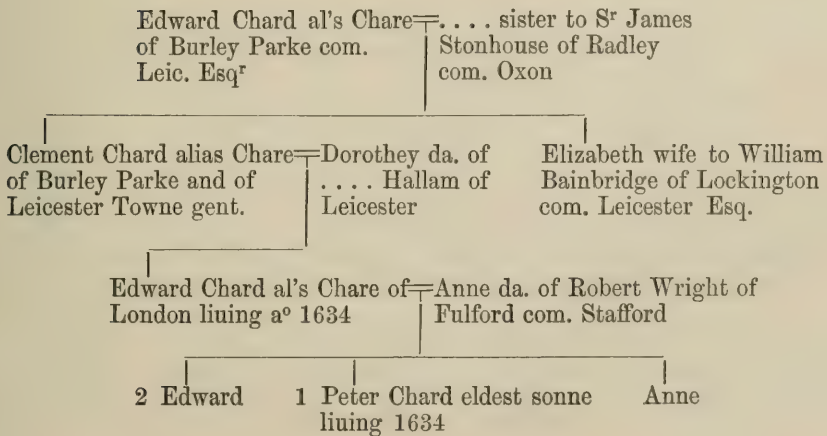 Edward Chard al's Chare=. . . . sister to Sr James
of Burley Parke com. Stonhouse of Radley
Leic. Esqr com. Oxon
Clement Chard alias Chare=Dorothey da. of Elizabeth wife to William
of Burley Parke and of . . . . Hallam of Bainbridge of Lockington
Leicester Towne gent. Leicester com. Leicester Esq.
Edward Chard al's Chare of=Anne da. of Robert Wright of
London liuing ao 1634 Fulford com. Stafford
2 Edward 1 Peter Chard eldest sonne Anne
liuing 1634